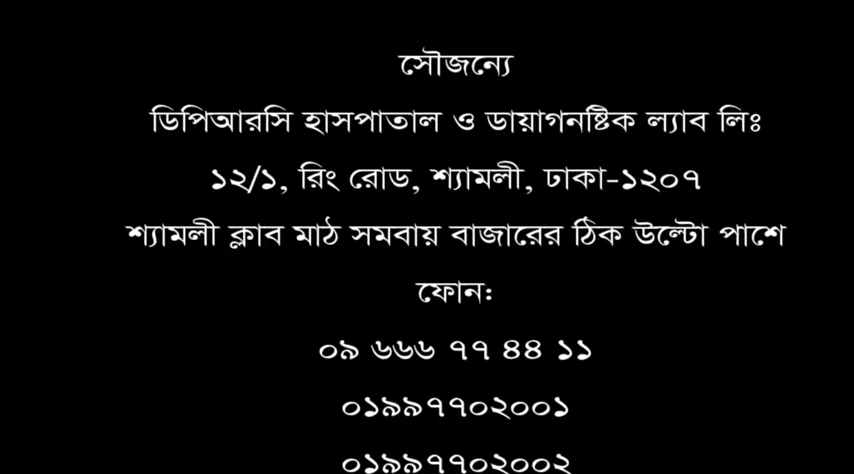 সৌজন্যে
ডিপিআরসি হাসপাতাল ও ডায়াগনষ্টিক ল্যাব লিঃ
১২/১, রিং রোড, শ্যামলী, ঢাকা-১২০৭
শ্যামলী ক্লাব মাঠ সমবায় বাজারের ঠিক উল্টো পাশে
ফোন:
০৯ ৬৬৬ ৭৭ ৪৪ ১১
০১৯৯৭৭০২০০১
০১৯৯৭৭০২০০২